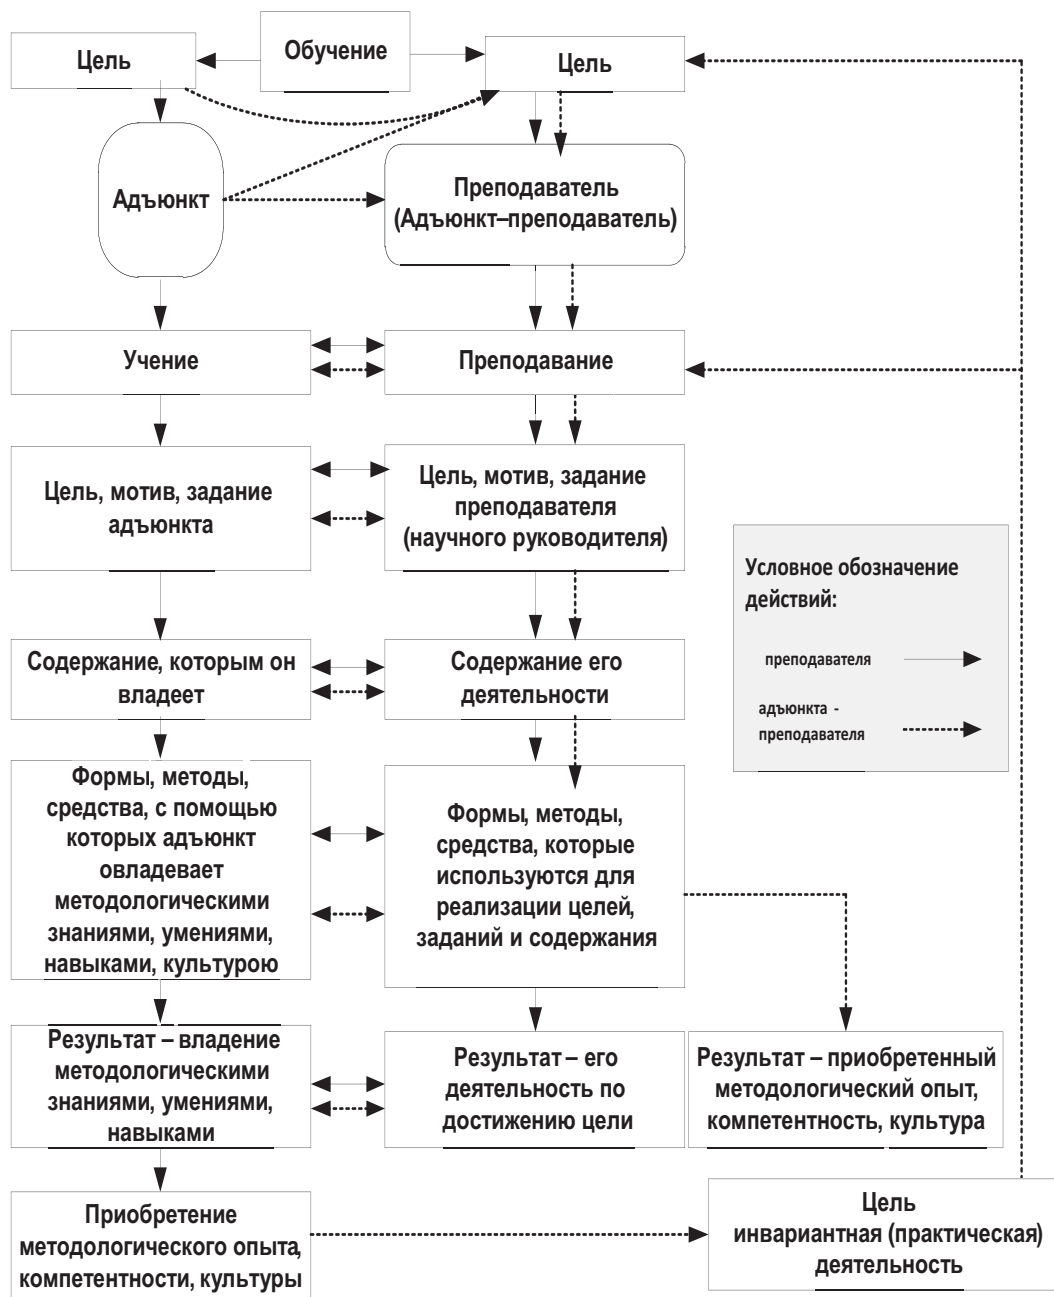 Обучение
Цель
Цель
Адъюнкт
Преподаватель
(Адъюнкт–преподаватель)
Учение
Преподавание
Цель, мотив, задание
адъюнкта
Цель, мотив, задание
преподавателя
(научного руководителя)
Условное обозначение
действий:
преподавателя
адъюнкта -
преподавателя
Содержание, которым он
владеет
Содержание его
деятельности
Формы, методы,
средства, с помощью
которых адъюнкт
овладевает
методологическими
знаниями, умениями,
навыками, культурою
Формы, методы,
средства, которые
используются для
реализации целей,
заданий и содержания
Результат – владение
методологическими
знаниями, умениями,
навыками
Результат – его
деятельность по
достижению цели
Результат – приобретенный
методологический опыт,
компетентность, культура
Приобретение
методологического опыта,
компетентности, культуры
Цель
инвариантная (практическая)
деятельность